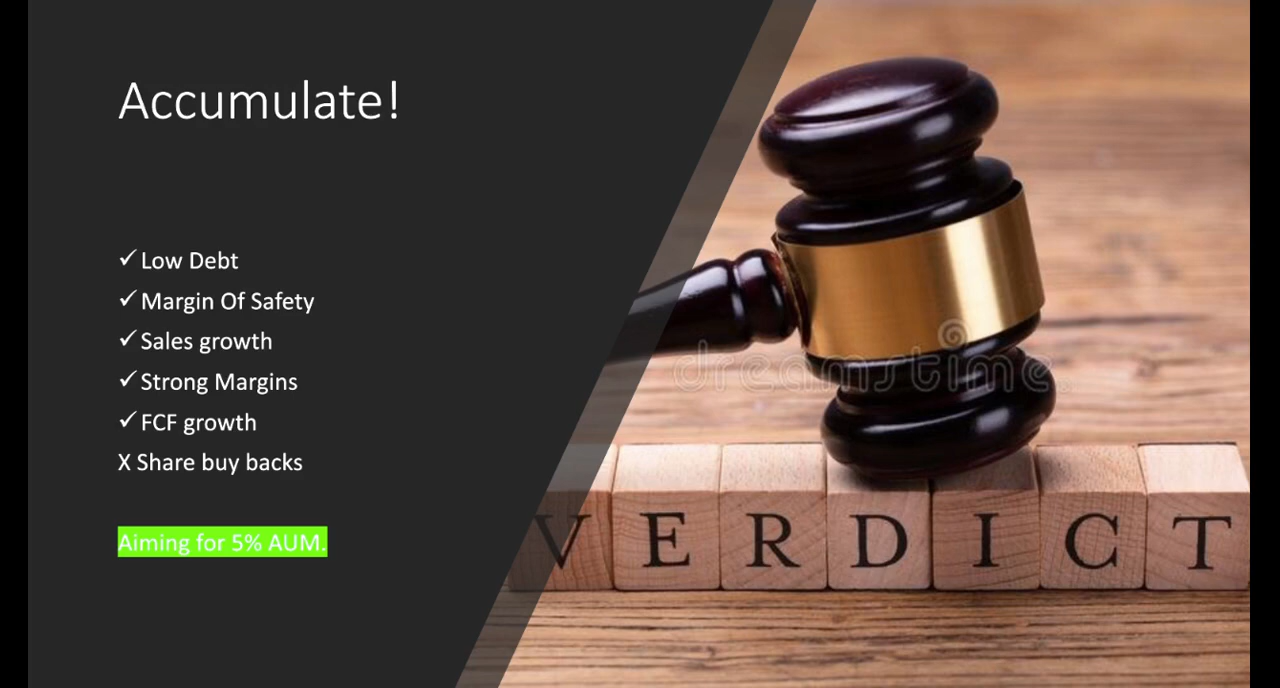 Accumulate!
✓ Low Debt
✓ Margin Of Safety
✓ Sales growth
✓ Strong Margins
✓ FCF growth
X Share buy backs
Aiming for 5% AUM.
dreamstime.
VERDICT